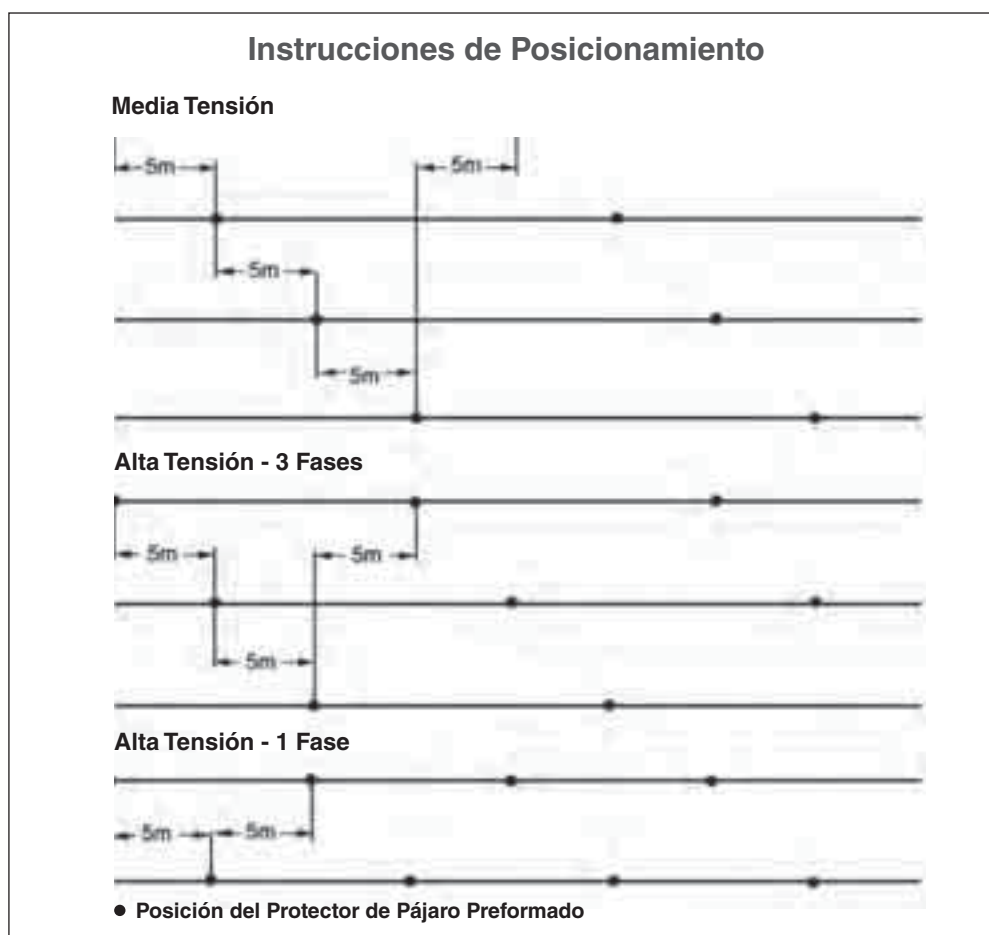 Instrucciones de Posicionamiento
Media Tensión
5m 5m
5m
5m
Alta Tensión - 3 Fases
5m 5m
5m
Alta Tensión - 1 Fase
5m 5m
● Posición del Protector de Pájaro Preformado